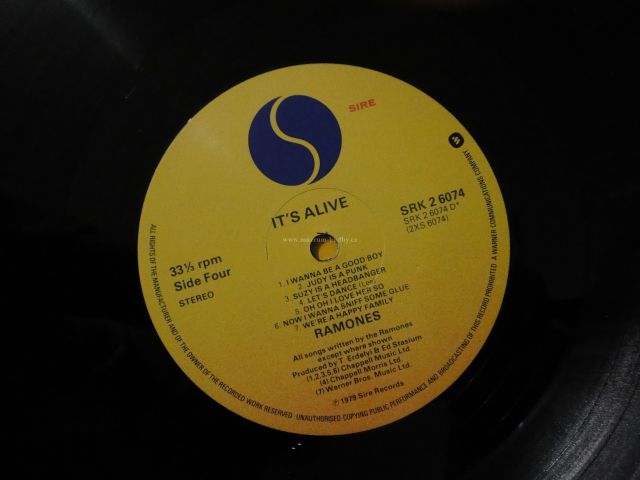 SIRE
IT'S ALIVE
33⅓ rpm
Side Four
STEREO
SRK 2 6074
SRK 2 6074 D*
(2XS 6074)
1. I WANNA BE A GOOD BOY
2. JUDY IS A PUNK
3. SUZY IS A HEADBANGER
4. LET'S DANCE (Lee)
5. OH OH I LOVE HER SO
6. NOW I WANNA SNIFF SOME GLUE
7. WE'RE A HAPPY FAMILY
RAMONES
All songs written by the Ramones
except where shown
Produced by T. Erdelyi & Ed Stasium
(1,2,3,5,6) Chappell Music Ltd.
(4) Chappell Morris Ltd.
(7) Warner Bros. Music Ltd.
℗ 1979 Sire Records
ALL RIGHTS OF THE MANUFACTURER AND OF THE OWNER OF THE RECORDED WORK RESERVED UNAUTHORISED COPYING PUBLIC PERFORMANCE AND BROADCASTING OF THIS RECORD PROHIBITED A WARNER COMMUNICATIONS COMPANY